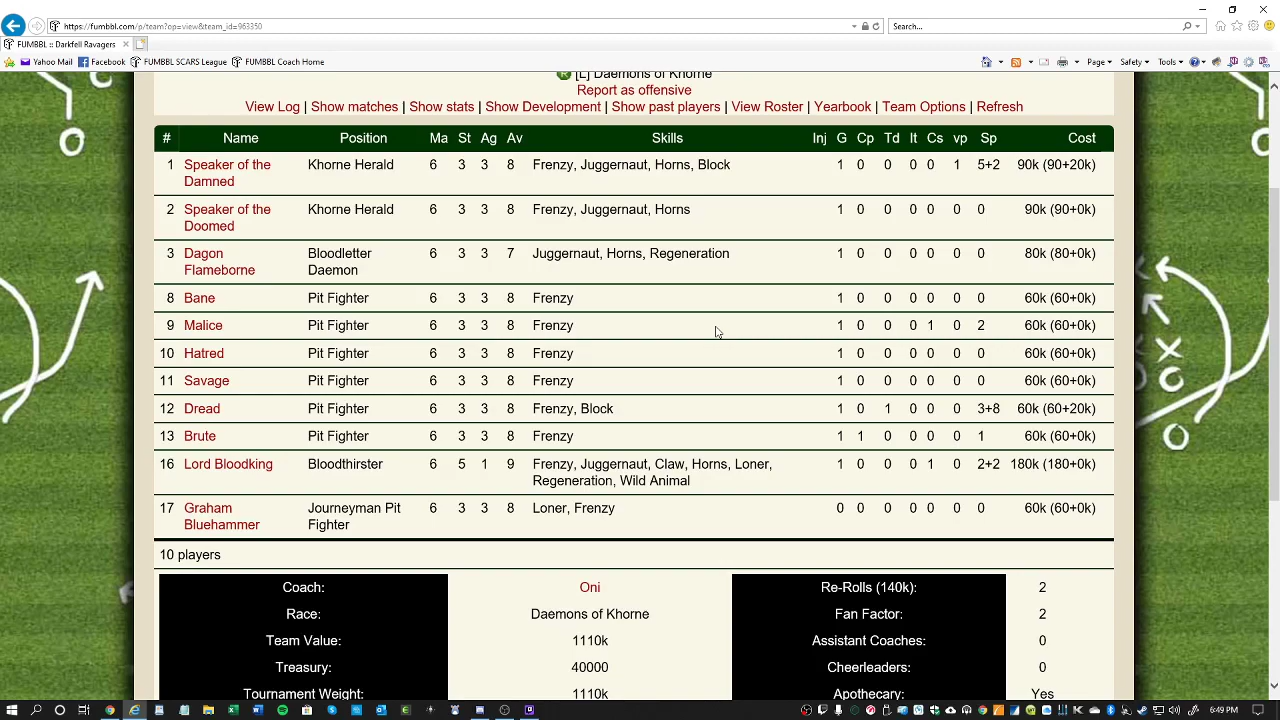 https://fumbbl.com/p/team?op=view&team_id=963350
Search...
FUMBBL :: Darkfell Ravagers
Yahoo Mail Facebook FUMBBL SCARS League FUMBBL Coach Home
Page Safety Tools
R [L] Daemons of Khorne
Report as offensive
View Log | Show matches | Show stats | Show Development | Show past players | View Roster | Yearbook | Team Options | Refresh
# Name Position Ma St Ag Av Skills Inj G Cp Td It Cs vp Sp Cost
1 Speaker of the Damned Khorne Herald 6 3 3 8 Frenzy, Juggernaut, Horns, Block 1 0 0 0 0 1 5+2 90k (90+20k)
2 Speaker of the Doomed Khorne Herald 6 3 3 8 Frenzy, Juggernaut, Horns 1 0 0 0 0 0 0 90k (90+0k)
3 Dagon Flameborne Bloodletter Daemon 6 3 3 7 Juggernaut, Horns, Regeneration 1 0 0 0 0 0 0 80k (80+0k)
8 Bane Pit Fighter 6 3 3 8 Frenzy 1 0 0 0 0 0 0 60k (60+0k)
9 Malice Pit Fighter 6 3 3 8 Frenzy 1 0 0 0 1 0 2 60k (60+0k)
10 Hatred Pit Fighter 6 3 3 8 Frenzy 1 0 0 0 0 0 0 60k (60+0k)
11 Savage Pit Fighter 6 3 3 8 Frenzy 1 0 0 0 0 0 0 60k (60+0k)
12 Dread Pit Fighter 6 3 3 8 Frenzy, Block 1 0 1 0 0 0 3+8 60k (60+20k)
13 Brute Pit Fighter 6 3 3 8 Frenzy 1 1 0 0 0 0 1 60k (60+0k)
16 Lord Bloodking Bloodthirster 6 5 1 9 Frenzy, Juggernaut, Claw, Horns, Loner, Regeneration, Wild Animal 1 0 0 0 1 0 2+2 180k (180+0k)
17 Graham Bluehammer Journeyman Pit Fighter 6 3 3 8 Loner, Frenzy 0 0 0 0 0 0 0 60k (60+0k)
10 players
Coach: Oni Re-Rolls (140k): 2
Race: Daemons of Khorne Fan Factor: 2
Team Value: 1110k Assistant Coaches: 0
Treasury: 40000 Cheerleaders: 0
Tournament Weight: 1110k Apothecary: Yes
6:49 PM